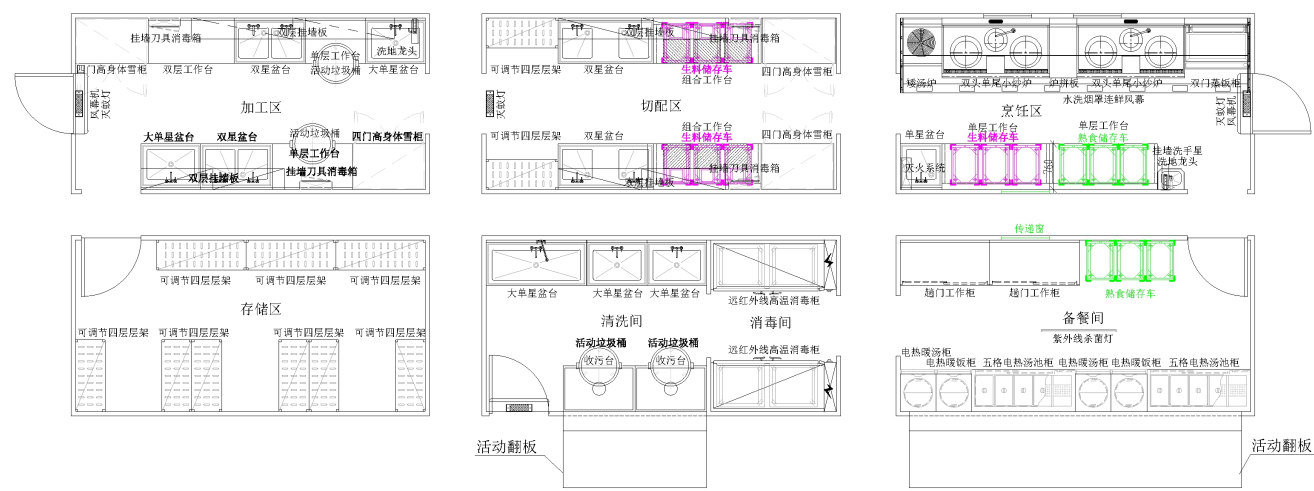 挂墙刀具消毒箱
双层挂墙板
洗地龙头
单层工作台
四门高身体雪柜
双层工作台
双星盆台
活动垃圾桶
大单星盆台
风幕机
灭蚊灯
加工区
大单星盆台
双星盆台
活动垃圾桶
四门高身体雪柜
单层工作台
双层挂墙板
挂墙刀具消毒箱
双层挂墙板
挂墙刀具消毒箱
可调节四层层架
双星盆台
生料储存车
组合工作台
四门高身体雪柜
灭蚊灯
切配区
可调节四层层架
双星盆台
组合工作台
生料储存车
四门高身体雪柜
双层挂墙板
挂墙刀具消毒箱
矮汤炉
双头单尾小炒炉
炉拼板
双头单尾小炒炉
双门蒸饭柜
水洗烟罩连鲜风幕
烹饪区
灭蚊灯
风幕机
单星盆台
单层工作台
生料储存车
单层工作台
熟食储存车
挂墙洗手星
洗地龙头
灭火系统
760
可调节四层层架
可调节四层层架
可调节四层层架
存储区
可调节四层层架
可调节四层层架
可调节四层层架
可调节四层层架
大单星盆台
大单星盆台
大单星盆台
远红外线高温消毒柜
清洗间
消毒间
活动垃圾桶
活动垃圾桶
收污台
收污台
远红外线高温消毒柜
活动翻板
传递窗
趟门工作柜
趟门工作柜
熟食储存车
备餐间
紫外线杀菌灯
电热暖汤柜
电热暖饭柜
五格电热汤池柜
电热暖饭柜
电热暖饭柜
五格电热汤池柜
活动翻板